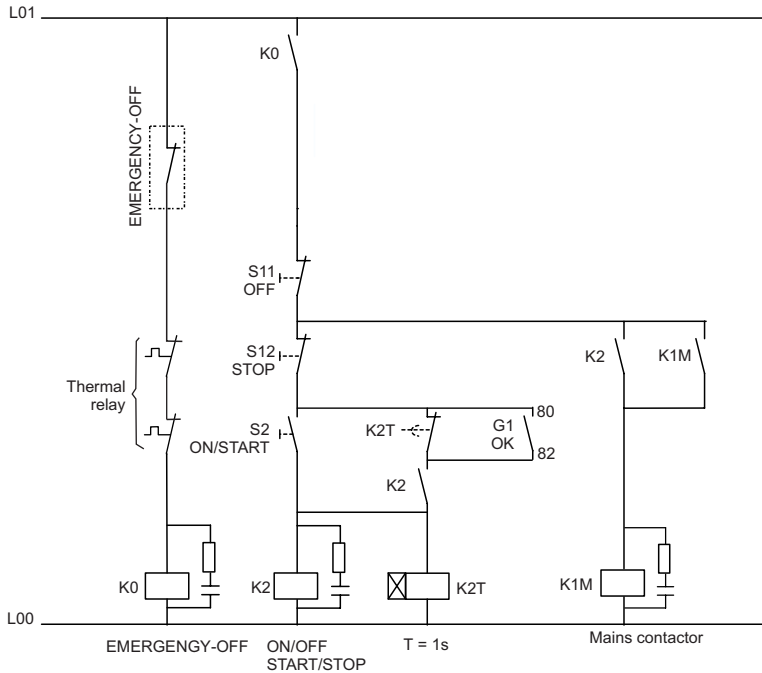 L01
K0
EMERGENCY-OFF
S11
OFF
S12
STOP
K2
K1M
Thermal
relay
S2
ON/START
K2T
G1
OK
80
82
K2
K0
K2
K2T
K1M
L00
EMERGENGY-OFF
ON/OFF
START/STOP
T = 1s
Mains contactor